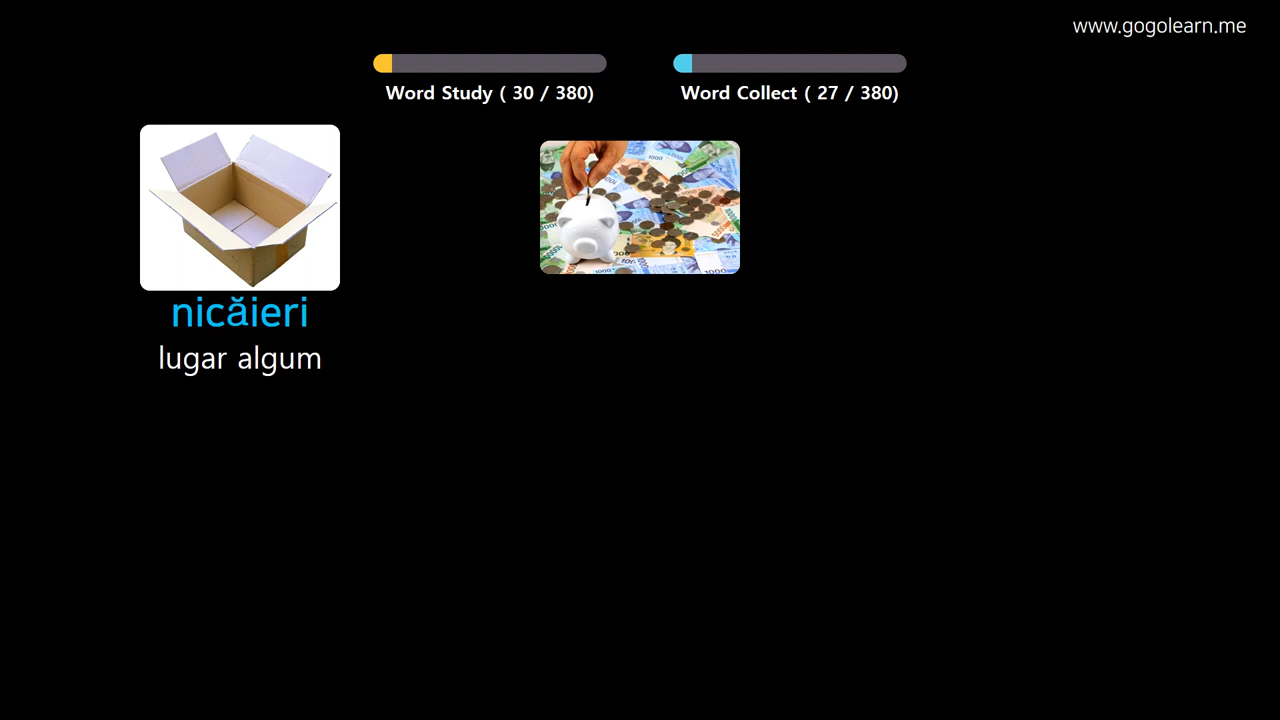 www.gogolearn.me
Word Study ( 30 / 380)
Word Collect ( 27 / 380)
nicăieri
lugar algum